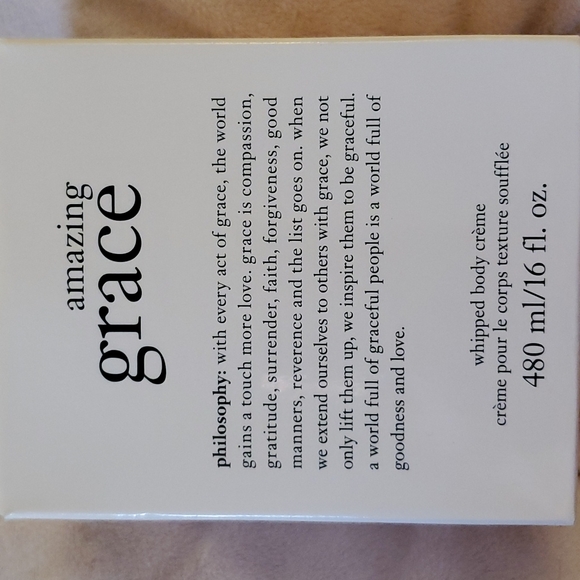 amazing
grace
philosophy: with every act of grace, the world
gains a touch more love. grace is compassion,
gratitude, surrender, faith, forgiveness, good
manners, reverence and the list goes on. when
we extend ourselves to others with grace, we not
only lift them up, we inspire them to be graceful.
a world full of graceful people is a world full of
goodness and love.
whipped body crème
crème pour le corps texture soufflée
480 ml/16 fl. oz.